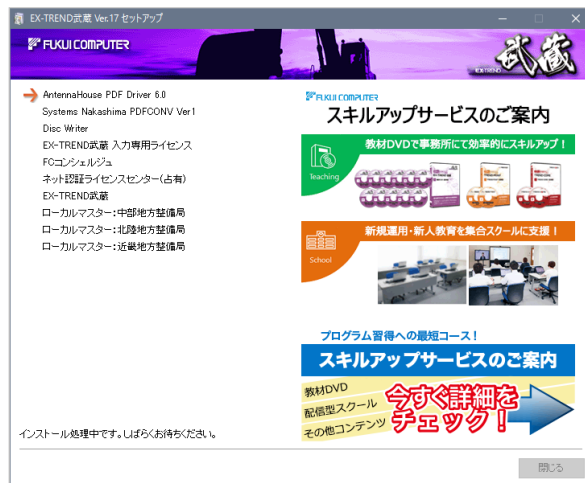 EX-TREND武蔵 Ver.17 セットアップ
FUKUI COMPUTER
EX-TREND 武蔵
AntennaHouse PDF Driver 6.0
Systems Nakashima PDFCONV Ver1
Disc Writer
EX-TREND武蔵 入力専用ライセンス
FCコンシェルジュ
ネット認証ライセンスセンター(占有)
EX-TREND武蔵
ローカルマスター:中部地方整備局
ローカルマスター:北陸地方整備局
ローカルマスター:近畿地方整備局
インストール処理中です。しばらくお待ちください。
FUKUI COMPUTER
スキルアップサービスのご案内
教材DVDで事務所にて効率的にスキルアップ!
Teaching
新規運用・新人教育を集合スクールに支援!
School
プログラム習得への最短コース!
スキルアップサービスのご案内
教材DVD
配信型スクール
その他コンテンツ
今すぐ詳細を
チェック!
閉じる